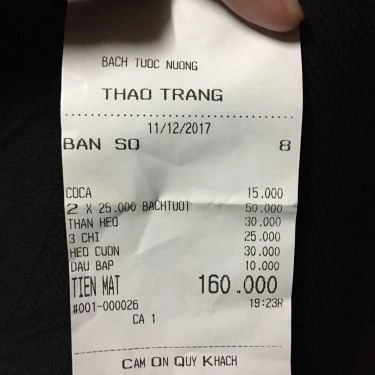 BACH TUOC NUONG
THAO TRANG
11/12/2017
BAN SO 8
COCA 15.000
2 X 25.000 BACHTUOT 50.000
THAN HEO 30.000
3 CHI 25.000
HEO CUON 30.000
DAU BAP 10.000
TIEN MAT 160.000
#001-000026 19:23R
CA 1
CAM ON QUY KHACH